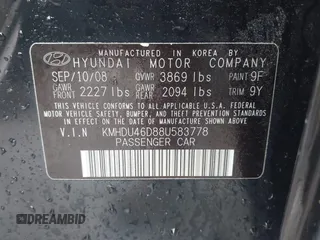 MANUFACTURED IN KOREA BY
HYUNDAI MOTOR COMPANY
SEP/10/08 GVWR 3869 lbs PAINT 9F
GAWR FRONT 2227 lbs GAWR REAR 2094 lbs TRIM 9Y
THIS VEHICLE CONFORMS TO ALL APPLICABLE U.S. FEDERAL
MOTOR VEHICLE SAFETY, BUMPER, AND THEFT PREVENTION
STANDARDS IN EFFECT ON THE DATE OF MANUFACTURE
SHOWN ABOVE.
V.I.N KMHDU46D88U583778
PASSENGER CAR
DREAMBID